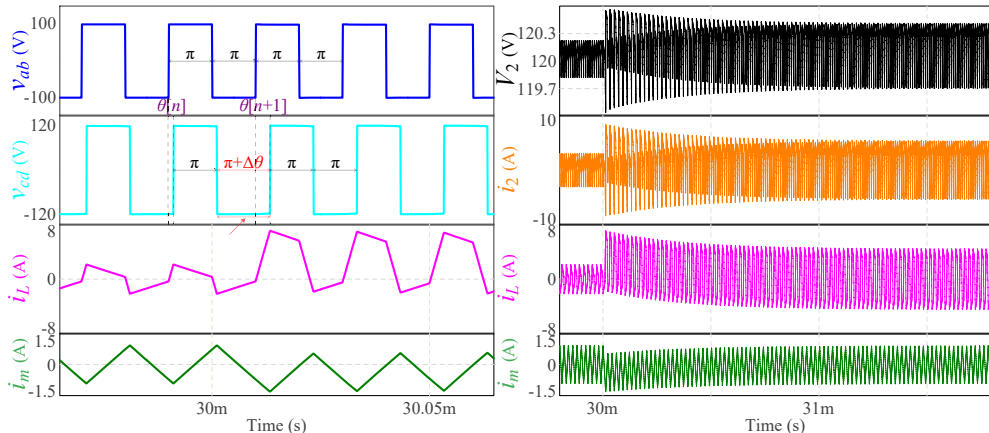 v_ab (V)
100
-100
π π π π
θ[n] θ[n+1]
v_cd (V)
120
-120
π π+Δθ π π
i_L (A)
8
0
-8
i_m (A)
1.5
0
-1.5
30m 30.05m
Time (s)
V_2 (V)
120.3
120
119.7
i_2 (A)
10
-10
i_L (A)
8
0
-8
i_m (A)
1.5
0
-1.5
30m 31m
Time (s)